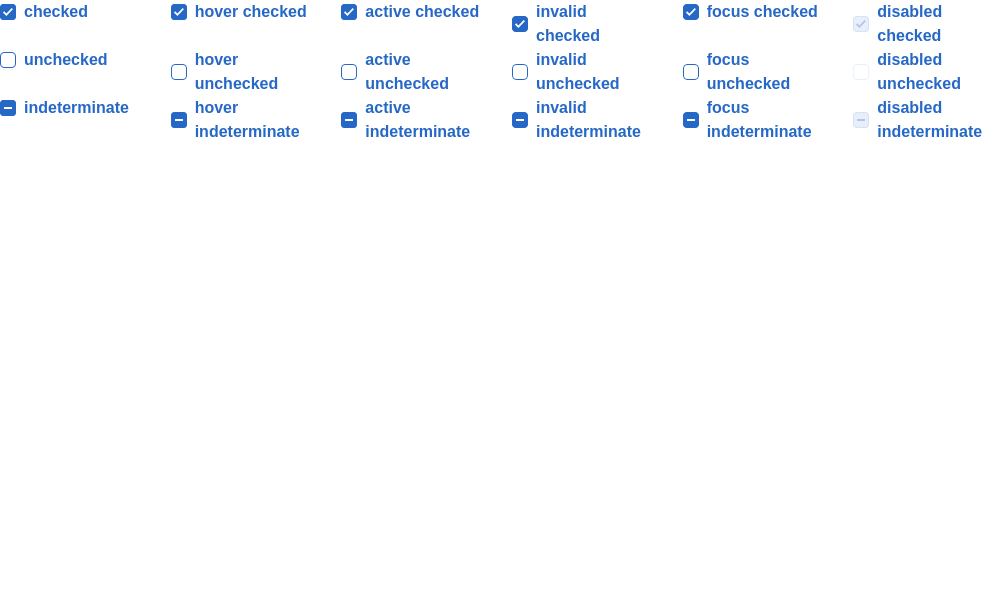 checked
hover checked
active checked
invalid
checked
focus checked
disabled
checked
unchecked
hover
unchecked
active
unchecked
invalid
unchecked
focus
unchecked
disabled
unchecked
indeterminate
hover
indeterminate
active
indeterminate
invalid
indeterminate
focus
indeterminate
disabled
indeterminate